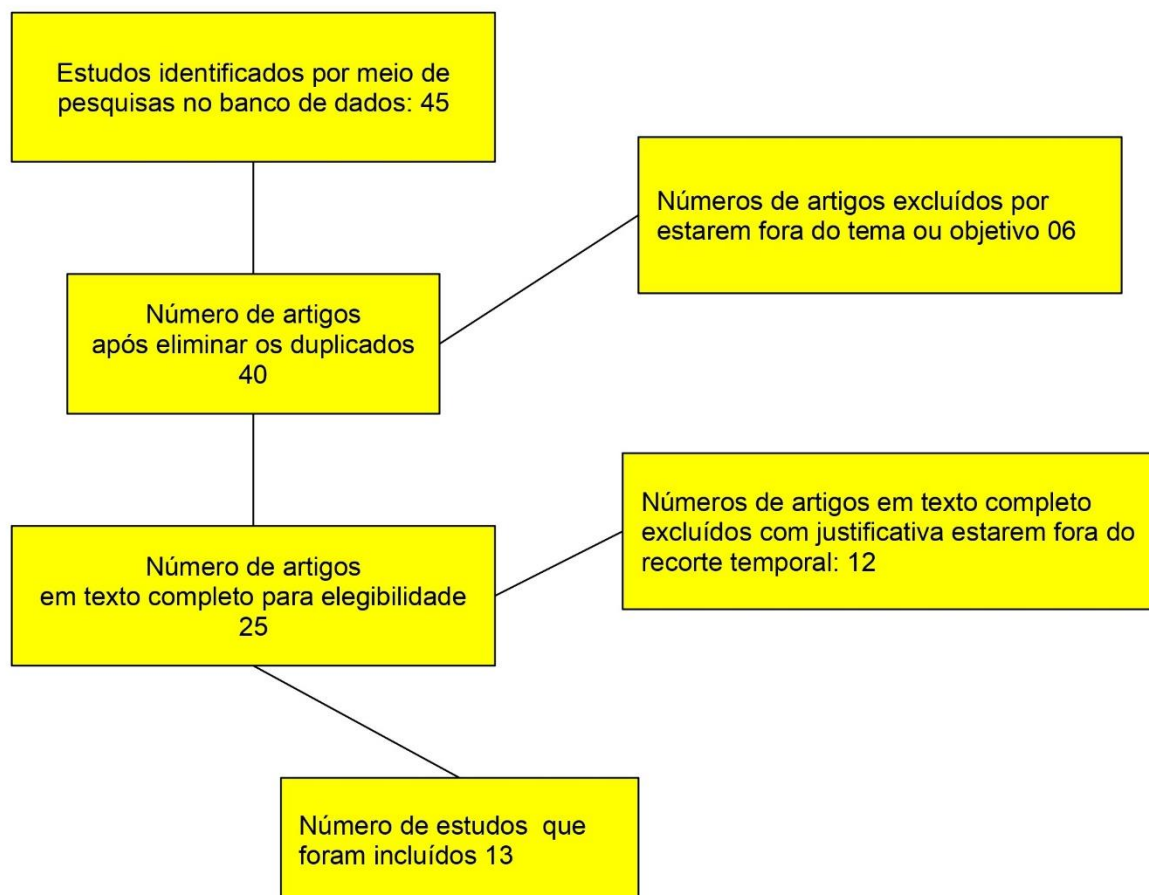 Estudos identificados por meio de
pesquisas no banco de dados: 45
Números de artigos excluídos por
estarem fora do tema ou objetivo 06
Número de artigos
após eliminar os duplicados
40
Números de artigos em texto completo
excluídos com justificativa estarem fora do
recorte temporal: 12
Número de artigos
em texto completo para elegibilidade
25
Número de estudos  que
foram incluídos 13